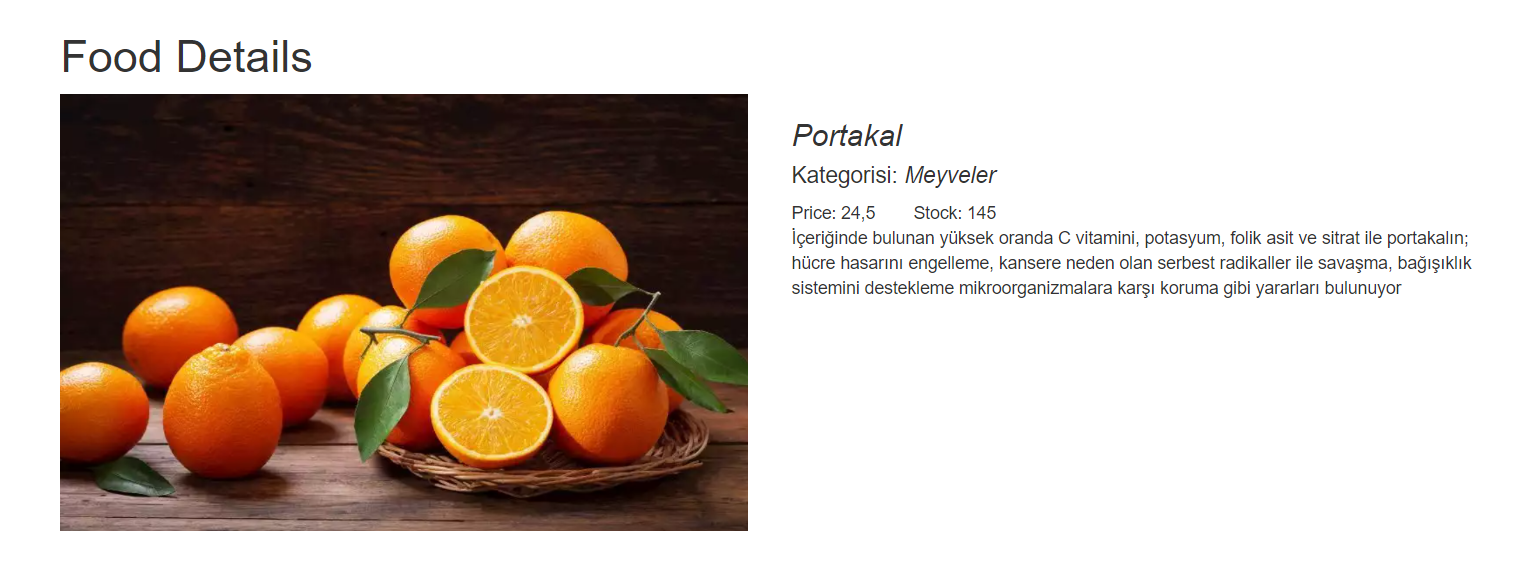 Food Details
Portakal
Kategorisi: Meyveler
Price: 24,5 Stock: 145
İçeriğinde bulunan yüksek oranda C vitamini, potasyum, folik asit ve sitrat ile portakalın;
hücre hasarını engelleme, kansere neden olan serbest radikaller ile savaşma, bağışıklık
sistemini destekleme mikroorganizmalara karşı koruma gibi yararları bulunuyor